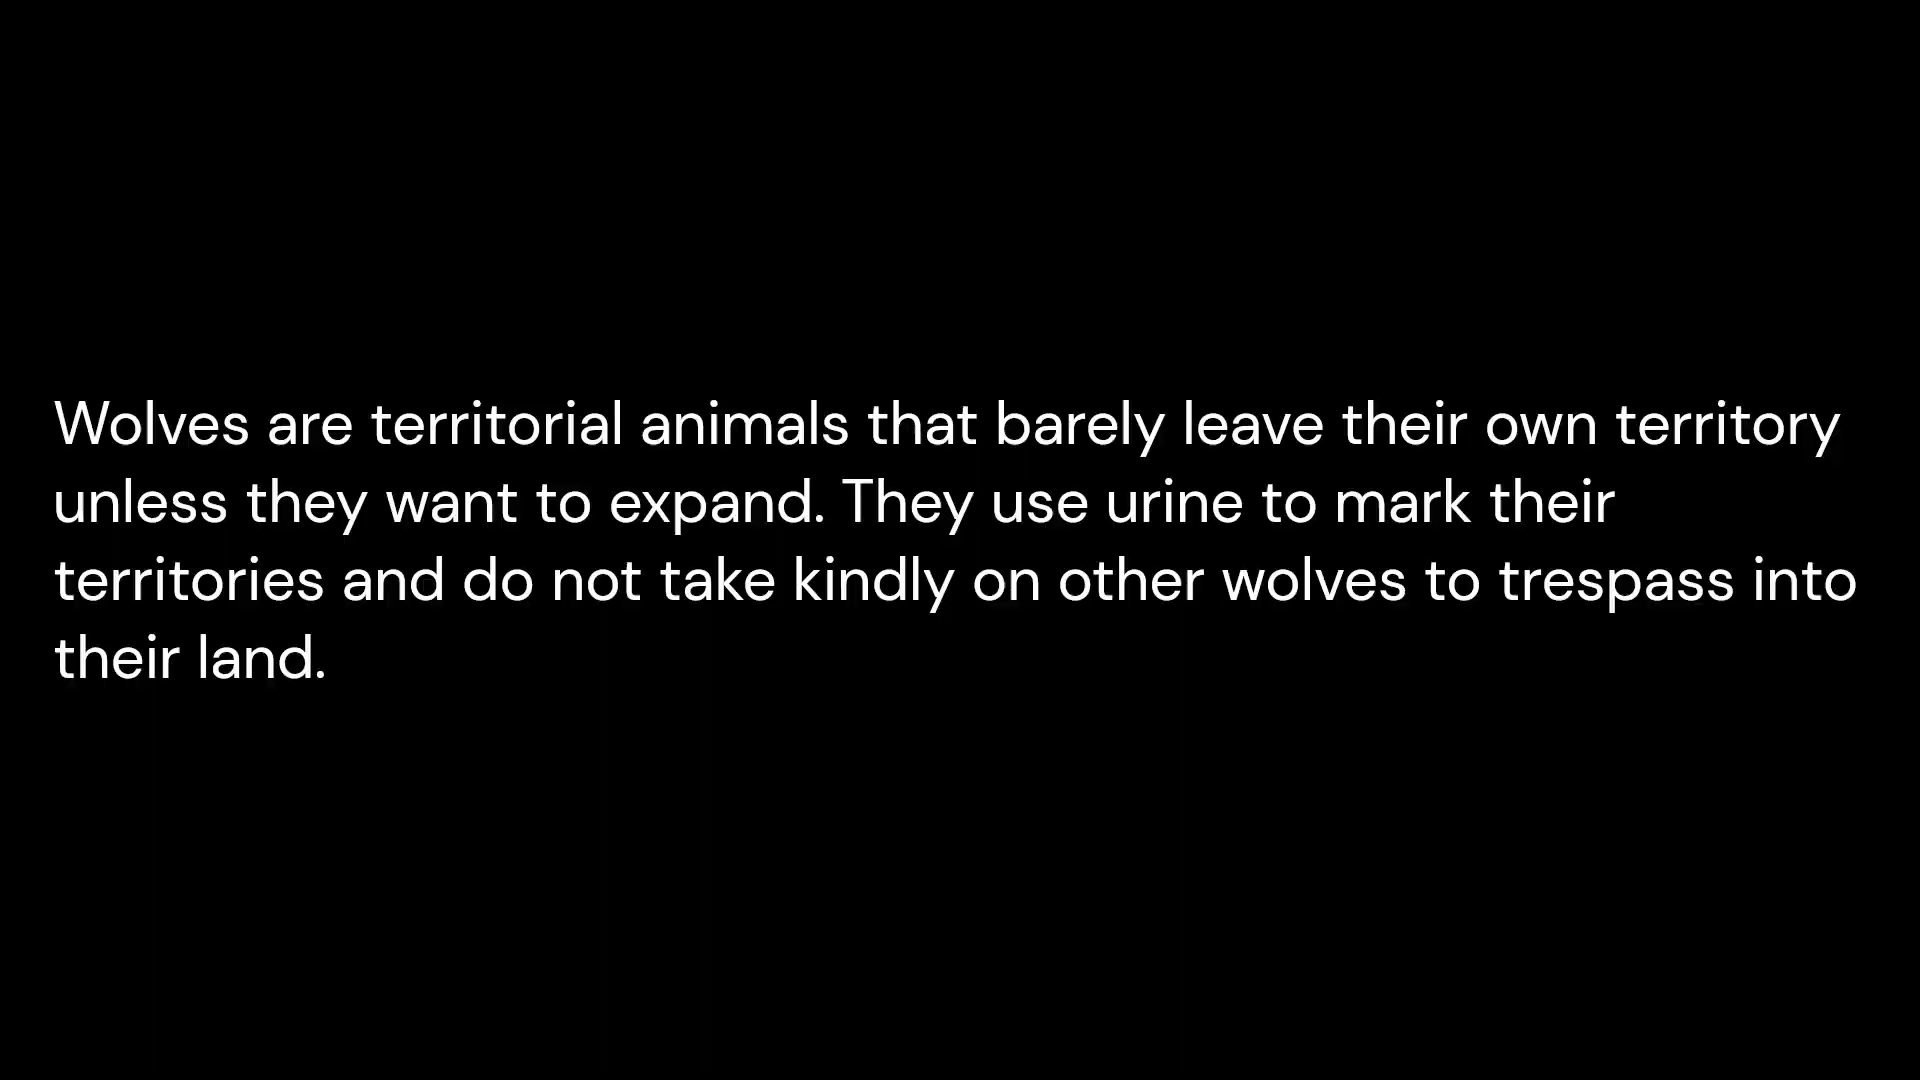 Wolves are territorial animals that barely leave their own territory
unless they want to expand. They use urine to mark their
territories and do not take kindly on other wolves to trespass into
their land.